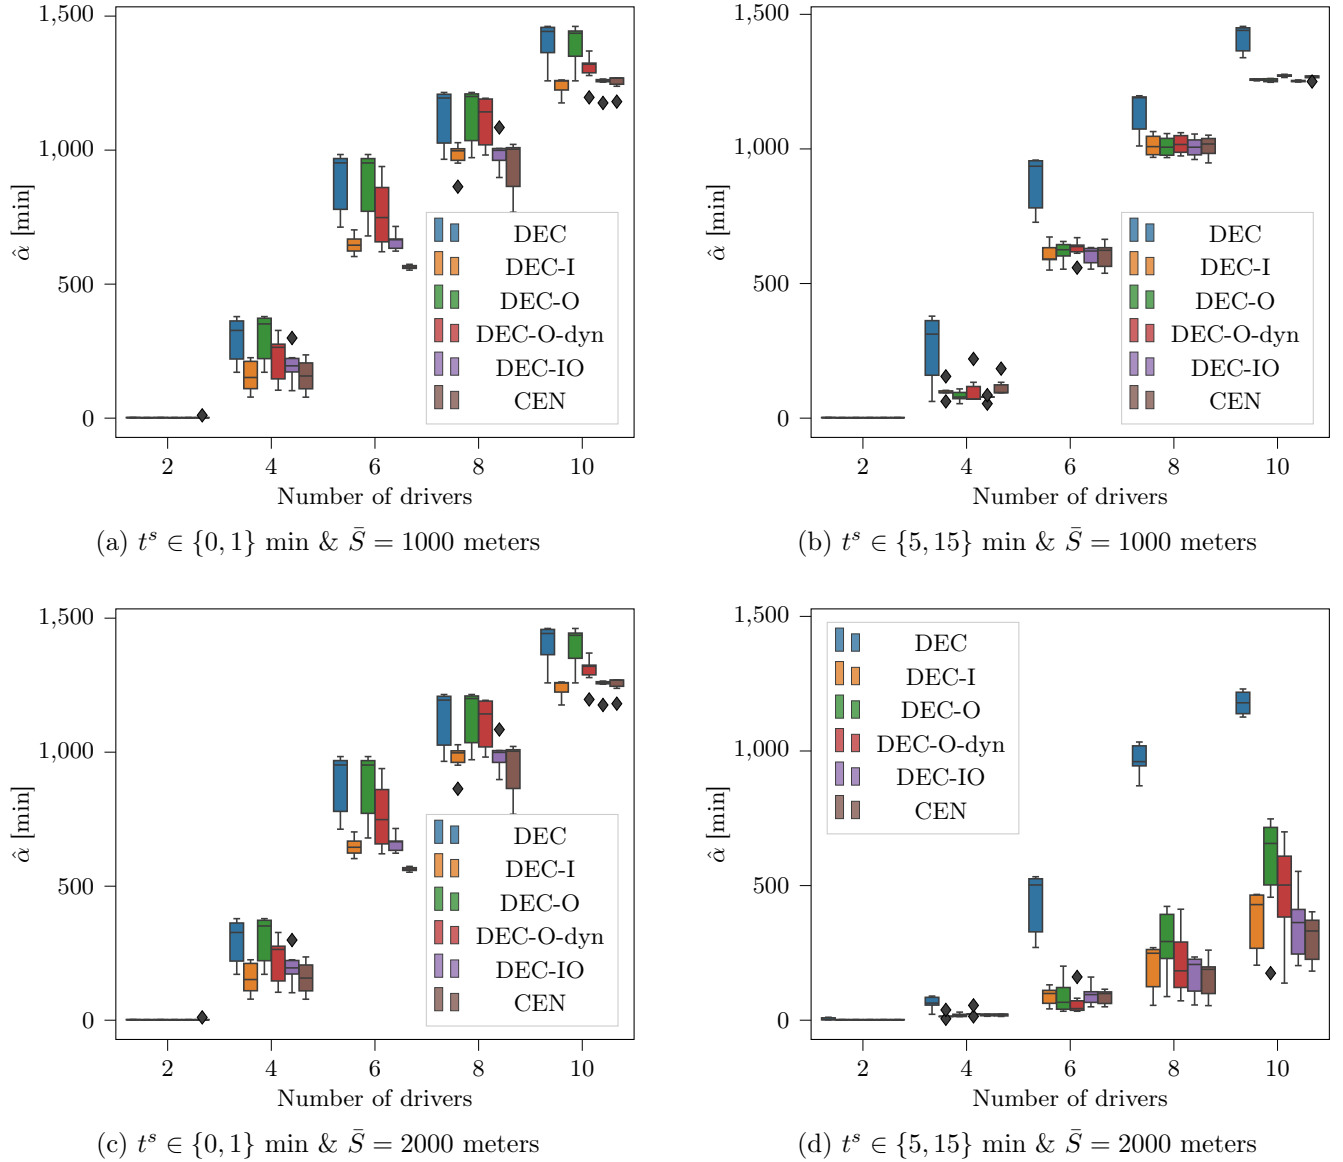 1,500
1,000
500
0
α̂ [min]
DEC
DEC-I
DEC-O
DEC-O-dyn
DEC-IO
CEN
2 4 6 8 10
Number of drivers
(a) t^s ∈ {0, 1} min & S̄ = 1000 meters
1,500
1,000
500
0
α̂ [min]
DEC
DEC-I
DEC-O
DEC-O-dyn
DEC-IO
CEN
2 4 6 8 10
Number of drivers
(b) t^s ∈ {5, 15} min & S̄ = 1000 meters
1,500
1,000
500
0
α̂ [min]
DEC
DEC-I
DEC-O
DEC-O-dyn
DEC-IO
CEN
2 4 6 8 10
Number of drivers
(c) t^s ∈ {0, 1} min & S̄ = 2000 meters
1,500
1,000
500
0
α̂ [min]
DEC
DEC-I
DEC-O
DEC-O-dyn
DEC-IO
CEN
2 4 6 8 10
Number of drivers
(d) t^s ∈ {5, 15} min & S̄ = 2000 meters